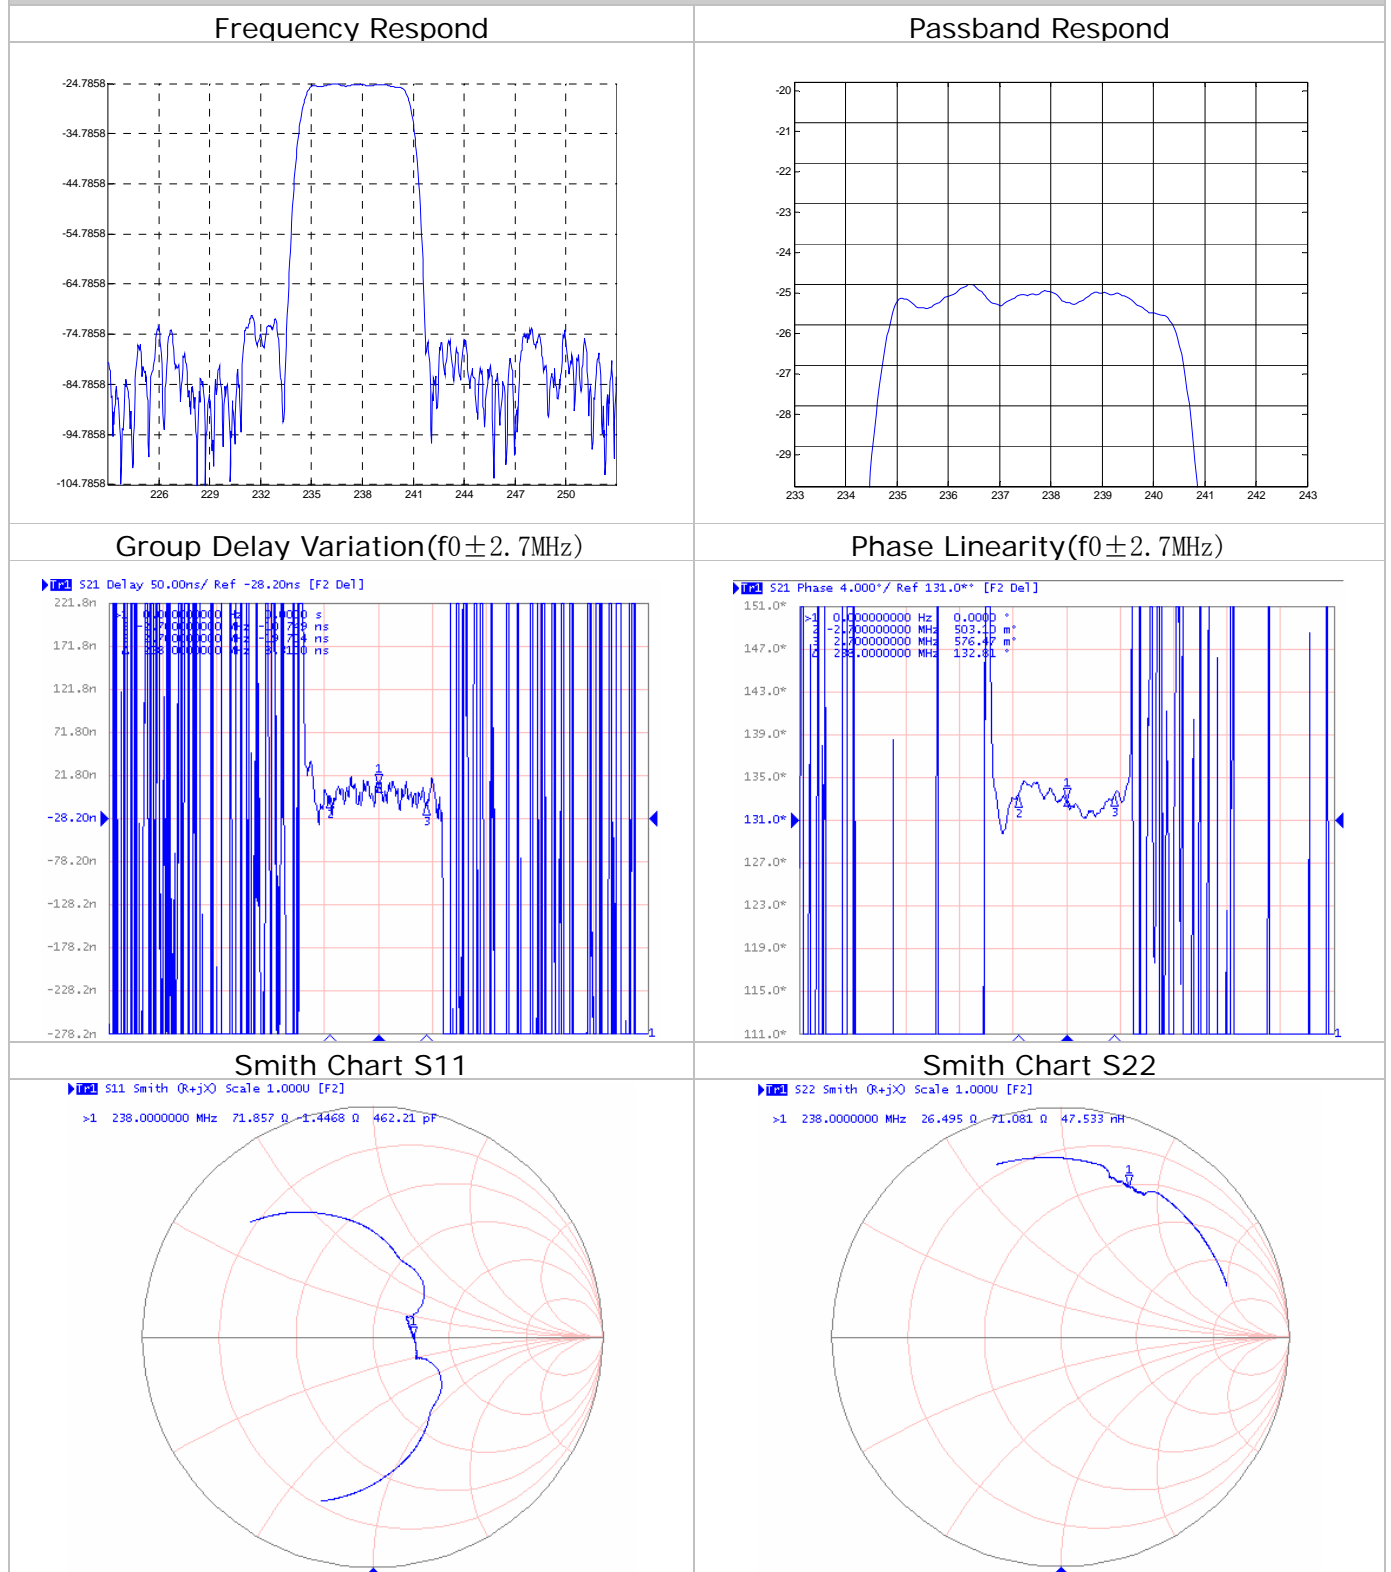 Frequency Respond
Passband Respond
-24.7858
-34.7858
-44.7858
-54.7858
-64.7858
-74.7858
-84.7858
-94.7858
-104.7858
226 229 232 235 238 241 244 247 250
-20
-21
-22
-23
-24
-25
-26
-27
-28
-29
233 234 235 236 237 238 239 240 241 242 243
Group Delay Variation(f0±2.7MHz)
Phase Linearity(f0±2.7MHz)
Tr1 S21 Delay 50.00ns/ Ref -28.20ns [F2 Del]
221.8n
171.8n
121.8n
71.80n
21.80n
-28.20n
-78.20n
-128.2n
-178.2n
-228.2n
-278.2n
1
2
3
1
Tr1 S21 Phase 4.000°/ Ref 131.0*° [F2 Del]
>1 0.000000000 Hz 0.0000 °
2 -2.700000000 MHz 503.10 m°
3 2.700000000 MHz 576.47 m°
238.0000000 MHz 132.81 °
151.0*
147.0*
143.0*
139.0*
135.0*
131.0*
127.0*
123.0*
119.0*
115.0*
111.0*
1
2
3
1
Smith Chart S11
Smith Chart S22
Tr1 S11 Smith (R+jX) Scale 1.000U [F2]
>1 238.0000000 MHz 71.857 Ω -1.4468 Ω 462.21 pF
1
Tr1 S22 Smith (R+jX) Scale 1.000U [F2]
>1 238.0000000 MHz 26.495 Ω 71.081 Ω 47.533 nH
1